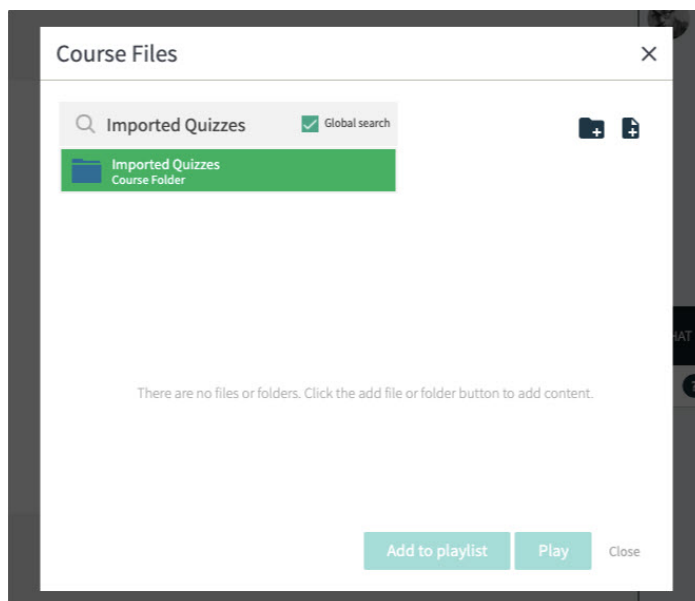 Course Files
Imported Quizzes
Global search
Imported Quizzes
Course Folder
HAT
There are no files or folders. Click the add file or folder button to add content.
Add to playlist
Play
Close